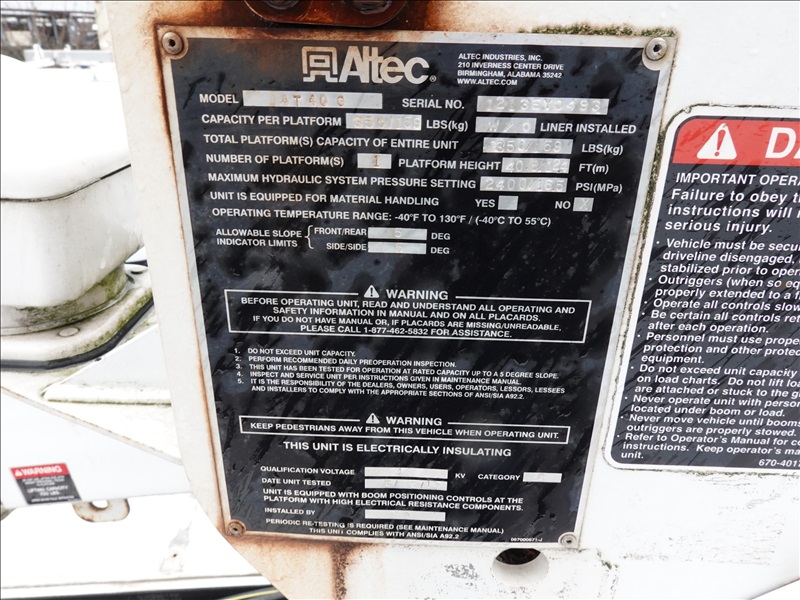 Altec®
ALTEC INDUSTRIES, INC.
210 INVERNESS CENTER DRIVE
BIRMINGHAM, ALABAMA 35242
WWW.ALTEC.COM
MODEL SERIAL NO.
CAPACITY PER PLATFORM LBS(kg) LINER INSTALLED
TOTAL PLATFORM(S) CAPACITY OF ENTIRE UNIT LBS(kg)
NUMBER OF PLATFORM(S) 1 PLATFORM HEIGHT FT(m)
MAXIMUM HYDRAULIC SYSTEM PRESSURE SETTING PSI(MPa)
UNIT IS EQUIPPED FOR MATERIAL HANDLING YES NO X
OPERATING TEMPERATURE RANGE: -40°F TO 130°F / (-40°C TO 55°C)
ALLOWABLE SLOPE INDICATOR LIMITS { FRONT/REAR 5 DEG
SIDE/SIDE DEG
WARNING
BEFORE OPERATING UNIT, READ AND UNDERSTAND ALL OPERATING AND
SAFETY INFORMATION IN MANUAL AND ON ALL PLACARDS.
IF YOU DO NOT HAVE MANUAL OR, IF PLACARDS ARE MISSING/UNREADABLE,
PLEASE CALL 1-877-462-5832 FOR ASSISTANCE.
1. DO NOT EXCEED UNIT CAPACITY.
2. PERFORM RECOMMENDED DAILY PREOPERATION INSPECTION.
3. THIS UNIT HAS BEEN TESTED FOR OPERATION AT RATED CAPACITY UP TO A 5 DEGREE SLOPE.
4. INSPECT AND SERVICE UNIT PER INSTRUCTIONS GIVEN IN MAINTENANCE MANUAL.
5. IT IS THE RESPONSIBILITY OF THE DEALERS, OWNERS, USERS, OPERATORS, LESSORS, LESSEES
AND INSTALLERS TO COMPLY WITH THE APPROPRIATE SECTIONS OF ANSI/SIA A92.2.
WARNING
KEEP PEDESTRIANS AWAY FROM THIS VEHICLE WHEN OPERATING UNIT.
THIS UNIT IS ELECTRICALLY INSULATING
QUALIFICATION VOLTAGE KV CATEGORY
DATE UNIT TESTED
UNIT IS EQUIPPED WITH BOOM POSITIONING CONTROLS AT THE
PLATFORM WITH HIGH ELECTRICAL RESISTANCE COMPONENTS.
INSTALLED BY
PERIODIC RE-TESTING IS REQUIRED (SEE MAINTENANCE MANUAL)
THIS UNIT COMPLIES WITH ANSI/SIA A92.2
DA
IMPORTANT OPERA
Failure to obey
instructions will
serious injury.
• Vehicle must be secu
driveline disengaged,
stabilized prior to oper
• Outriggers (when so eq
properly extended to a f
• Operate all controls slow
• Be certain all controls ret
after each operation.
• Personnel must use prope
protection and other protec
equipment.
• Do not exceed unit capacity
on load charts. Do not lift loa
are attached or stuck to the g
• Never operate unit with person
located under boom or load.
• Never move vehicle until booms
outriggers are properly stowed.
• Refer to Operator's Manual for co
instructions. Keep operator's ma
unit.
670-4017
WARNING